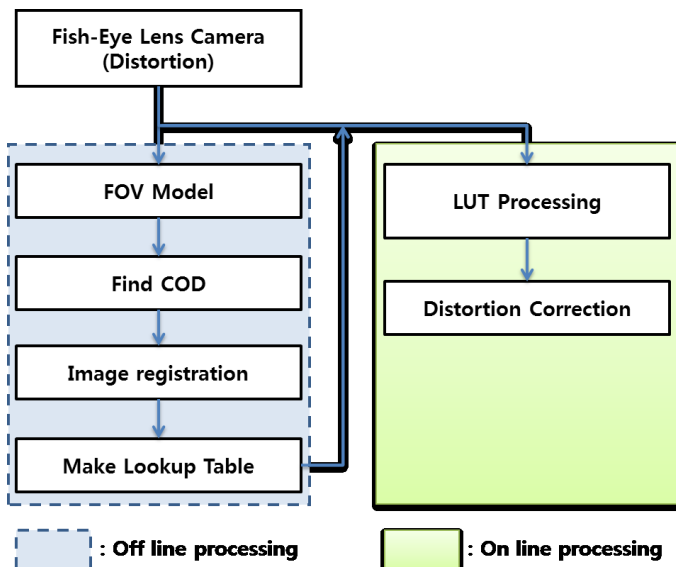 Fish-Eye Lens Camera
(Distortion)
FOV Model
Find COD
Image registration
Make Lookup Table
LUT Processing
Distortion Correction
: Off line processing
: On line processing